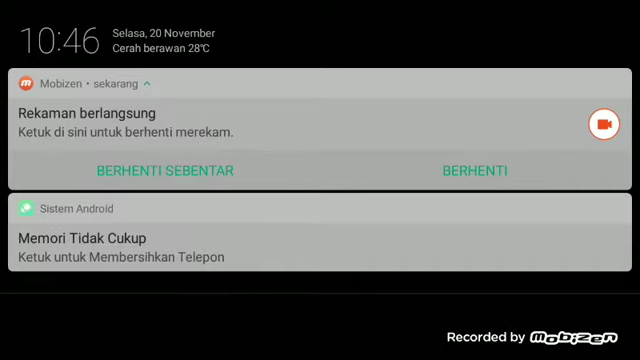 10:46
Selasa, 20 November
Cerah berawan 28°C
m Mobizen • sekarang
Rekaman berlangsung
Ketuk di sini untuk berhenti merekam.
BERHENTI SEBENTAR BERHENTI
Sistem Android
Memori Tidak Cukup
Ketuk untuk Membersihkan Telepon
Recorded by mobizen